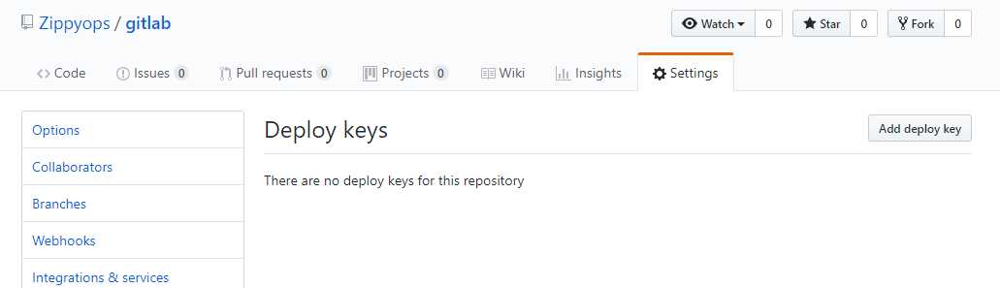 Zippyops / gitlab
Watch 0 Star 0 Fork 0
Code Issues 0 Pull requests 0 Projects 0 Wiki Insights Settings
Options
Collaborators
Branches
Webhooks
Integrations & services
Deploy keys
Add deploy key
There are no deploy keys for this repository